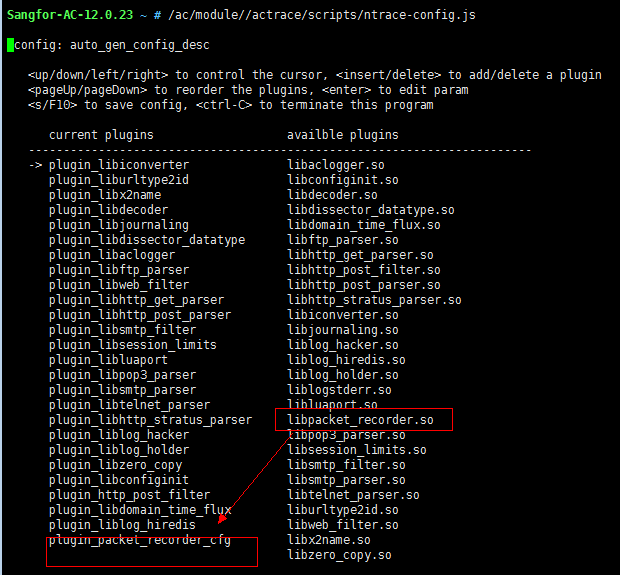 Sangfor-AC-12.0.23 ~ # /ac/module//actrace/scripts/ntrace-config.js
config: auto_gen_config_desc
<up/down/left/right> to control the cursor, <insert/delete> to add/delete a plugin
<pageUp/pageDown> to reorder the plugins, <enter> to edit param
<s/F10> to save config, <ctrl-C> to terminate this program
current plugins availble plugins
------------------------------------------------------------------------
-> plugin_libiconverter libaclogger.so
plugin_liburltype2id libconfiginit.so
plugin_libx2name libdecoder.so
plugin_libdecoder libdissector_datatype.so
plugin_libjournaling libdomain_time_flux.so
plugin_libdissector_datatype libftp_parser.so
plugin_libaclogger libhttp_get_parser.so
plugin_libftp_parser libhttp_post_filter.so
plugin_libweb_filter libhttp_post_parser.so
plugin_libhttp_get_parser libhttp_status_parser.so
plugin_libhttp_post_parser libiconverter.so
plugin_libsmtp_filter libjournaling.so
plugin_libsession_limits liblog_hacker.so
plugin_libluaport liblog_hiredis.so
plugin_libpop3_parser liblog_holder.so
plugin_libsmtp_parser liblogstderr.so
plugin_libtelnet_parser libluaport.so
plugin_libhttp_status_parser libpacket_recorder.so
plugin_liblog_hacker libpop3_parser.so
plugin_liblog_holder libsession_limits.so
plugin_libzero_copy libsmtp_filter.so
plugin_libconfiginit libsmtp_parser.so
plugin_http_post_filter libtelnet_parser.so
plugin_libdomain_time_flux liburltype2id.so
plugin_liblog_hiredis libweb_filter.so
plugin_packet_recorder_cfg libx2name.so
libzero_copy.so